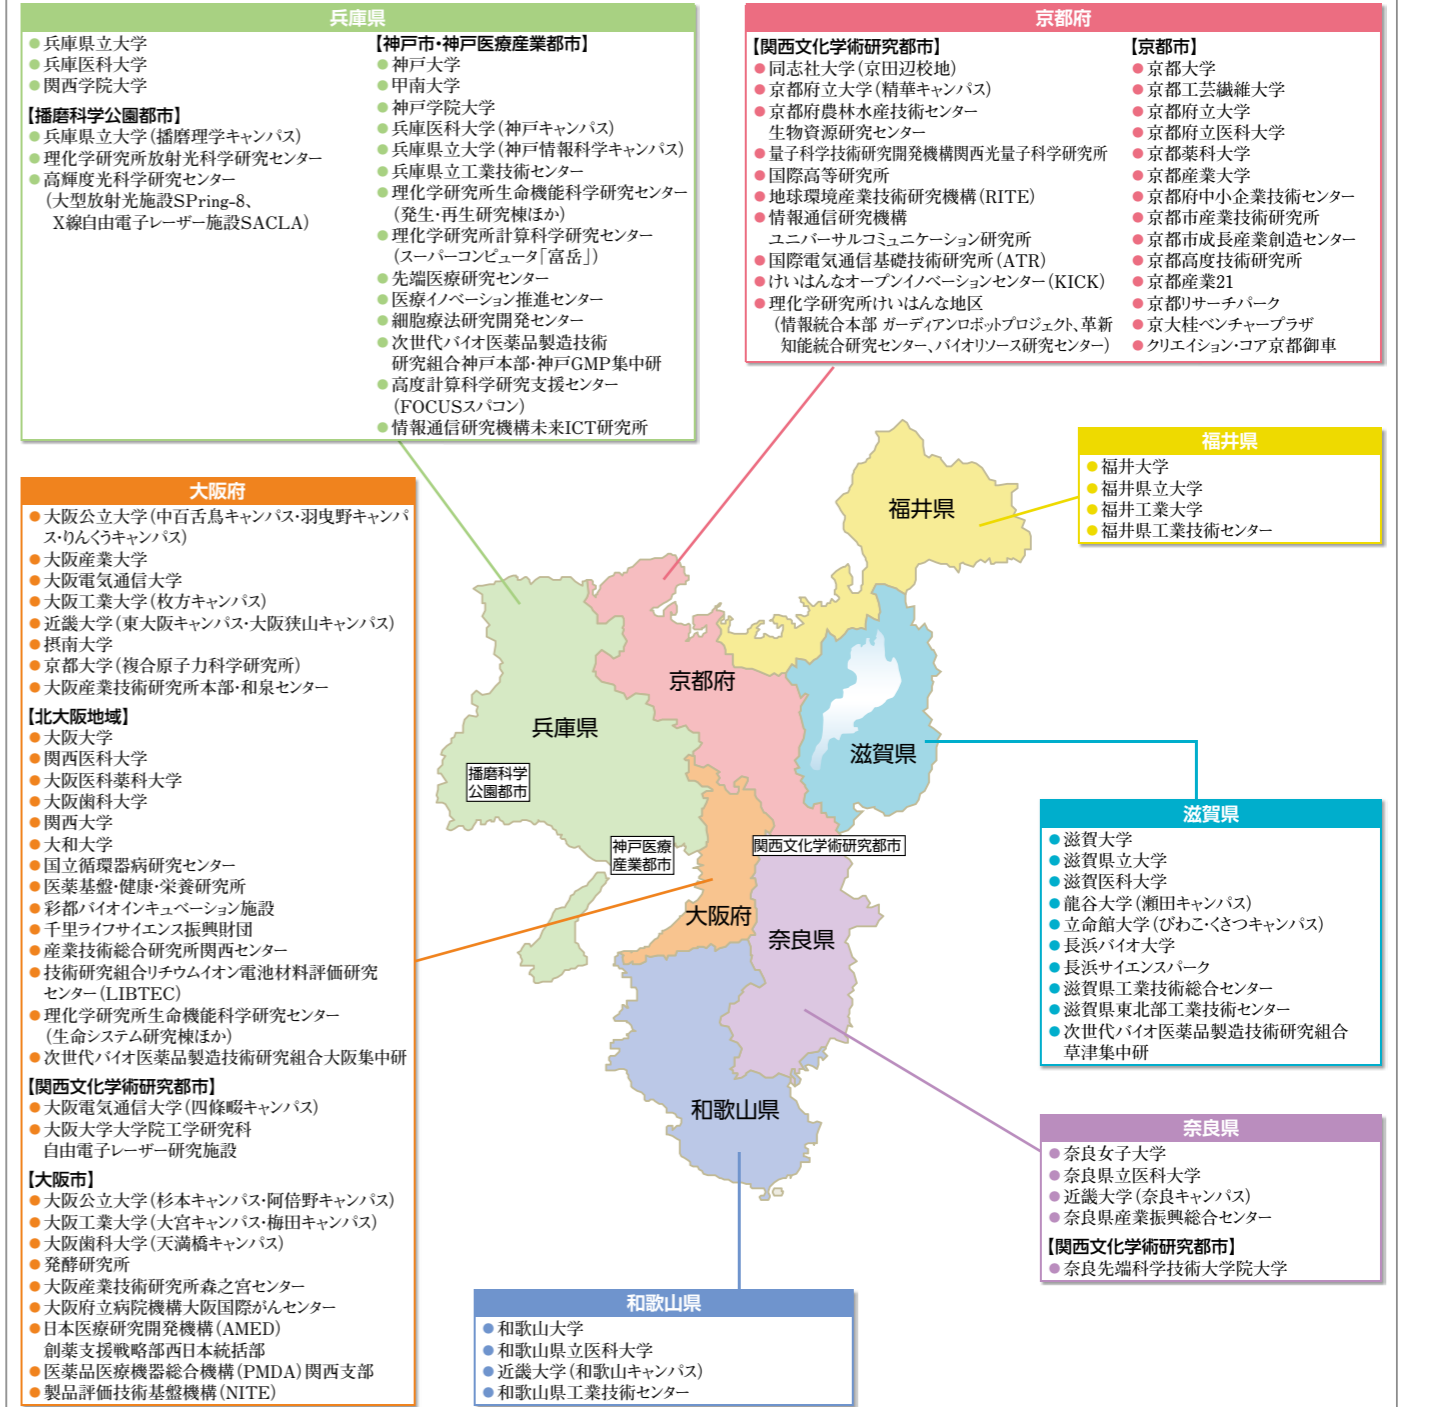 兵庫県
●兵庫県立大学
●兵庫医科大学
●関西学院大学
【播磨科学公園都市】
●兵庫県立大学(播磨理学キャンパス)
●理化学研究所放射光科学研究センター
●高輝度光科学研究センター
(大型放射光施設SPring-8、
X線自由電子レーザー施設SACLA)
【神戸市・神戸医療産業都市】
●神戸大学
●甲南大学
●神戸学院大学
●兵庫医科大学(神戸キャンパス)
●兵庫県立大学(神戸情報科学キャンパス)
●兵庫県立工業技術センター
●理化学研究所生命機能科学研究センター
(発生・再生研究棟ほか)
●理化学研究所計算科学研究センター
(スーパーコンピュータ「富岳」)
●先端医療研究センター
●医療イノベーション推進センター
●細胞療法研究開発センター
●次世代バイオ医薬品製造技術
研究組合神戸本部・神戸GMP集中研
●高度計算科学研究支援センター
(FOCUSスパコン)
●情報通信研究機構未来ICT研究所
京都府
【関西文化学術研究都市】
●同志社大学(京田辺校地)
●京都府立大学(精華キャンパス)
●京都府農林水産技術センター
生物資源研究センター
●量子科学技術研究開発機構関西光量子科学研究所
●国際高等研究所
●地球環境産業技術研究機構(RITE)
●情報通信研究機構
ユニバーサルコミュニケーション研究所
●国際電気通信基礎技術研究所(ATR)
●けいはんなオープンイノベーションセンター(KICK)
●理化学研究所けいはんな地区
(情報統合本部 ガーディアンロボットプロジェクト、革新
知能統合研究センター、バイオリソース研究センター)
【京都市】
●京都大学
●京都工芸繊維大学
●京都府立大学
●京都府立医科大学
●京都薬科大学
●京都産業大学
●京都府中小企業技術センター
●京都市産業技術研究所
●京都市成長産業創造センター
●京都高度技術研究所
●京都産業21
●京都リサーチパーク
●京大桂ベンチャープラザ
●クリエイション・コア京都御車
福井県
●福井大学
●福井県立大学
●福井工業大学
●福井県工業技術センター
大阪府
●大阪公立大学(中百舌鳥キャンパス・羽曳野キャンパ
ス・りんくうキャンパス)
●大阪産業大学
●大阪電気通信大学
●大阪工業大学(枚方キャンパス)
●近畿大学(東大阪キャンパス・大阪狭山キャンパス)
●摂南大学
●京都大学(複合原子力科学研究所)
●大阪産業技術研究所本部・和泉センター
【北大阪地域】
●大阪大学
●関西医科大学
●大阪医科薬科大学
●大阪歯科大学
●関西大学
●大和大学
●国立循環器病研究センター
●医薬基盤・健康・栄養研究所
●彩都バイオインキュベーション施設
●千里ライフサイエンス振興財団
●産業技術総合研究所関西センター
●技術研究組合リチウムイオン電池材料評価研究
センター(LIBTEC)
●理化学研究所生命機能科学研究センター
(生命システム研究棟ほか)
●次世代バイオ医薬品製造技術研究組合大阪集中研
【関西文化学術研究都市】
●大阪電気通信大学(四條畷キャンパス)
●大阪大学大学院工学研究科
自由電子レーザー研究施設
【大阪市】
●大阪公立大学(杉本キャンパス・阿倍野キャンパス)
●大阪工業大学(大宮キャンパス・梅田キャンパス)
●大阪歯科大学(天満橋キャンパス)
●発酵研究所
●大阪産業技術研究所森之宮センター
●大阪府立病院機構大阪国際がんセンター
●日本医療研究開発機構(AMED)
創薬支援戦略部西日本統括部
●医薬品医療機器総合機構(PMDA)関西支部
●製品評価技術基盤機構(NITE)
福井県
京都府
兵庫県
滋賀県
播磨科学
公園都市
神戸医療
産業都市
関西文化学術研究都市
大阪府
奈良県
和歌山県
滋賀県
●滋賀大学
●滋賀県立大学
●滋賀医科大学
●龍谷大学(瀬田キャンパス)
●立命館大学(びわこ・くさつキャンパス)
●長浜バイオ大学
●長浜サイエンスパーク
●滋賀県工業技術総合センター
●滋賀県東北部工業技術センター
●次世代バイオ医薬品製造技術研究組合
草津集中研
奈良県
●奈良女子大学
●奈良県立医科大学
●近畿大学(奈良キャンパス)
●奈良県産業振興総合センター
【関西文化学術研究都市】
●奈良先端科学技術大学院大学
和歌山県
●和歌山大学
●和歌山県立医科大学
●近畿大学(和歌山キャンパス)
●和歌山県工業技術センター